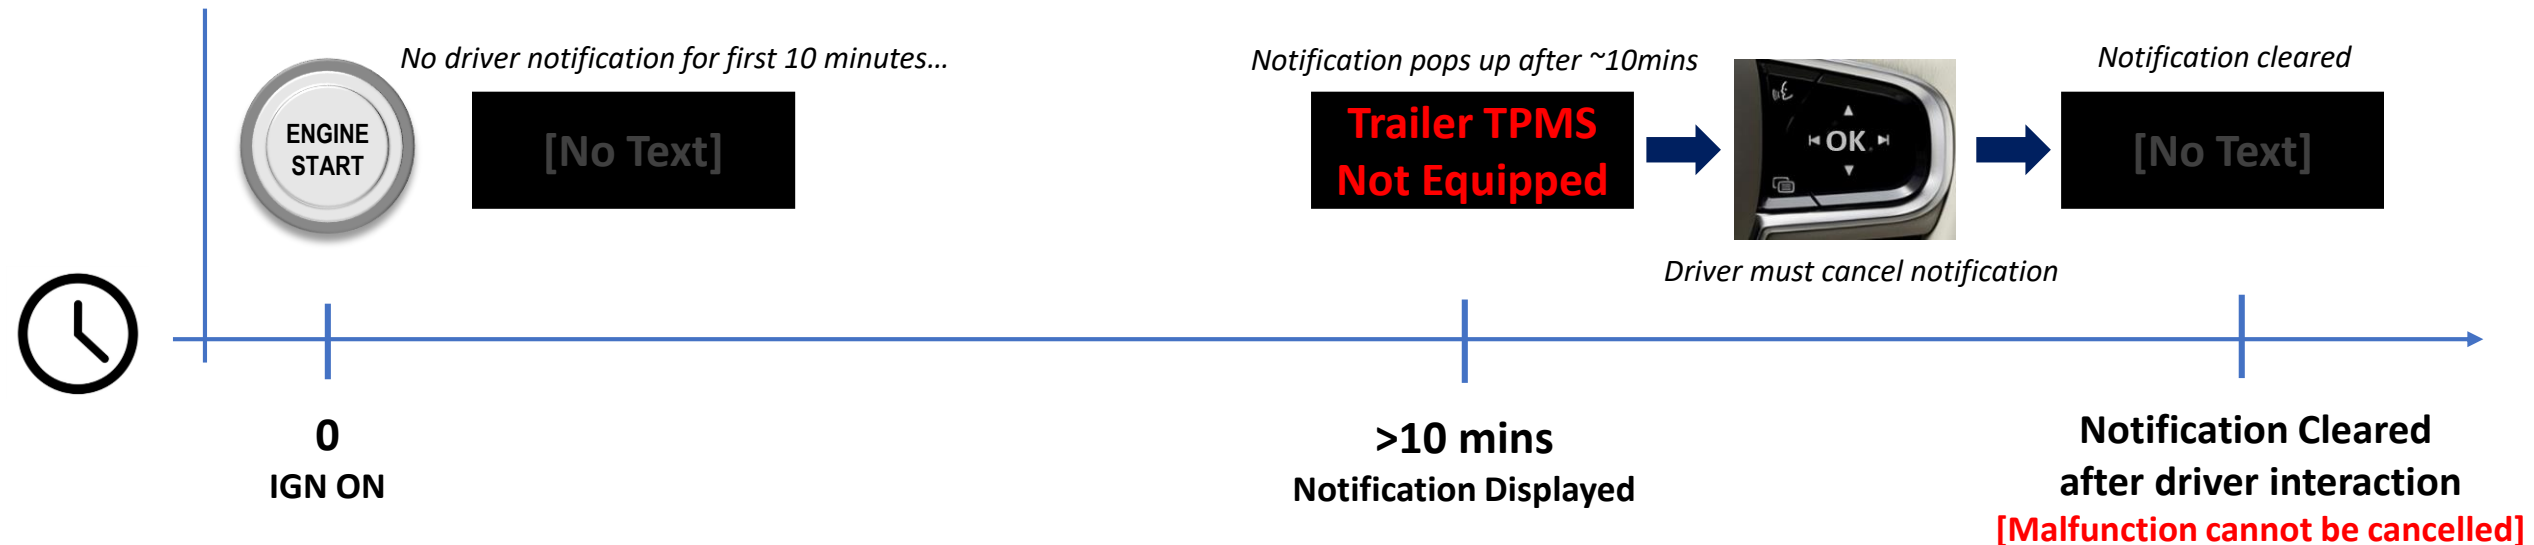 No driver notification for first 10 minutes…
ENGINE
START
[No Text]
Notification pops up after ~10mins
Trailer TPMS
Not Equipped
OK
Driver must cancel notification
Notification cleared
[No Text]
0
IGN ON
>10 mins
Notification Displayed
Notification Cleared
after driver interaction
[Malfunction cannot be cancelled]